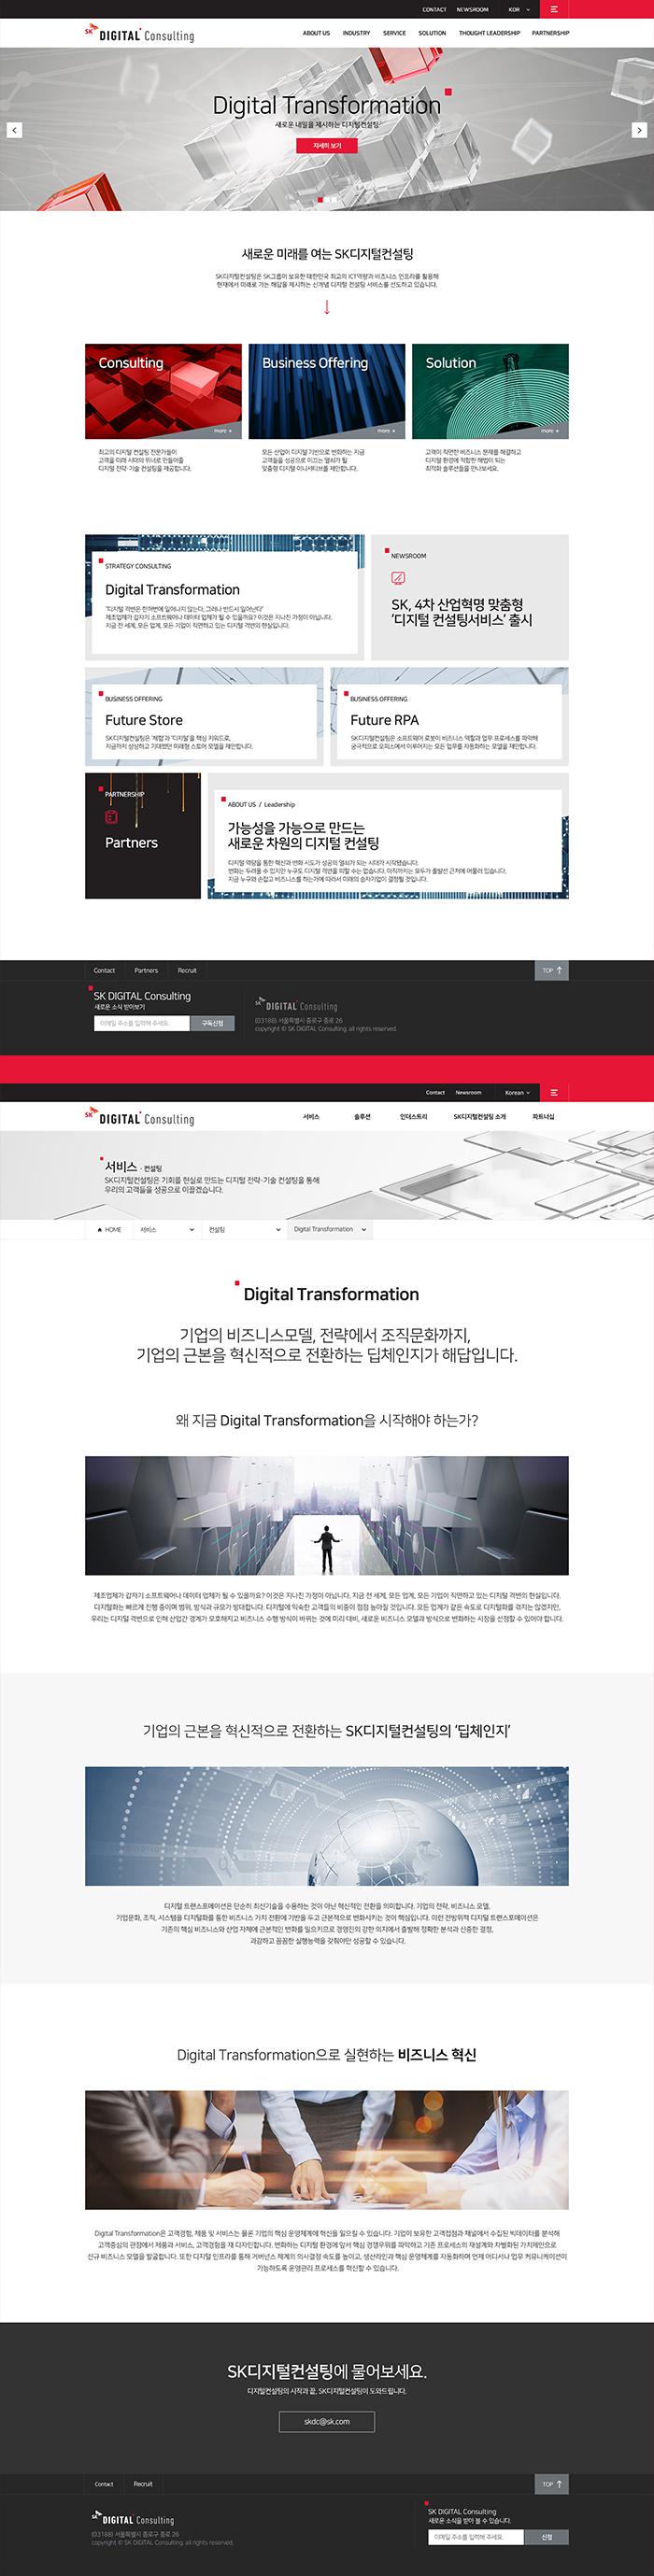 CONTACT NEWSROOM KOR
SK DIGITAL Consulting
ABOUT US INDUSTRY SERVICE SOLUTION THOUGHT LEADERSHIP PARTNERSHIP
Digital Transformation
새로운 내일을 제시하는 디지털컨설팅
자세히 보기
새로운 미래를 여는 SK디지털컨설팅
SK디지털컨설팅은 SK그룹이 보유한 대한민국 최고의 ICT역량과 비즈니스 인프라를 활용해
현재에서 미래로 가는 해답을 제시하는 신개념 디지털 컨설팅 서비스를 선도하고 있습니다.
Consulting
more
Business Offering
more
Solution
more
최고의 디지털 컨설팅 전문가들이
고객을 미래 시대의 위너로 만들어줄
디지털 전략·기술 컨설팅을 제공합니다.
모든 산업이 디지털 기반으로 변화하는 지금
고객들을 성공으로 이끄는 열쇠가 될
맞춤형 디지털 이니셔티브를 제안합니다.
고객이 직면한 비즈니스 문제를 해결하고
디지털 환경에 적합한 해법이 되는
최적화 솔루션들을 만나보세요.
STRATEGY CONSULTING
Digital Transformation
"디지털 격변은 한꺼번에 일어나지 않는다, 그러나 반드시 일어난다"
제조업체가 갑자기 소프트웨어나 데이터 업체가 될 수 있을까요? 이것은 지나친 가정이 아닙니다.
지금 전 세계, 모든 업계, 모든 기업이 직면하고 있는 디지털 격변의 현실입니다.
NEWSROOM
SK, 4차 산업혁명 맞춤형
'디지털 컨설팅서비스' 출시
BUSINESS OFFERING
Future Store
SK디지털컨설팅은 '체험'과 '디지털'을 핵심 키워드로,
지금까지 상상하고 기대했던 미래형 스토어 모델을 제안합니다.
BUSINESS OFFERING
Future RPA
SK디지털컨설팅은 소프트웨어 로봇이 비즈니스 역할과 업무 프로세스를 파악해
궁극적으로 오피스에서 이루어지는 모든 업무를 자동화하는 모델을 제안합니다.
PARTNERSHIP
Partners
ABOUT US / Leadership
가능성을 가능으로 만드는
새로운 차원의 디지털 컨설팅
디지털 역량을 통한 혁신과 변화 시도가 성공의 열쇠가 되는 시대가 시작됐습니다.
변화는 두려울 수 있지만 누구도 디지털 격변을 피할 수는 없습니다. 아직까지는 모두가 출발선 근처에 머물러 있습니다.
지금 누구와 손잡고 비즈니스를 하는가에 따라서 미래의 승자기업이 결정될 것입니다.
Contact Partners Recruit
TOP
SK DIGITAL Consulting
새로운 소식 받아보기
이메일 주소를 입력해 주세요. 구독신청
SK DIGITAL Consulting
(03188) 서울특별시 종로구 종로 26
copyright © SK DIGITAL Consulting. all rights reserved.
Contact Newsroom Korean
SK DIGITAL Consulting
서비스 솔루션 인더스트리 SK디지털컨설팅 소개 파트너십
서비스 · 컨설팅
SK디지털컨설팅은 기회를 현실로 만드는 디지털 전략·기술 컨설팅을 통해
우리의 고객들을 성공으로 이끌겠습니다.
HOME 서비스 컨설팅 Digital Transformation
Digital Transformation
기업의 비즈니스모델, 전략에서 조직문화까지,
기업의 근본을 혁신적으로 전환하는 딥체인지가 해답입니다.
왜 지금 Digital Transformation을 시작해야 하는가?
제조업체가 갑자기 소프트웨어나 데이터 업체가 될 수 있을까요? 이것은 지나친 가정이 아닙니다. 지금 전 세계, 모든 업계, 모든 기업이 직면하고 있는 디지털 격변의 현실입니다.
디지털화는 빠르게 진행 중이며 범위, 방식과 규모가 방대합니다. 디지털에 익숙한 고객들의 비중이 점점 높아질 것입니다. 모든 업계가 같은 속도로 디지털화를 겪지는 않겠지만,
우리는 디지털 격변으로 인해 산업간 경계가 모호해지고 비즈니스 수행 방식이 바뀌는 것에 미리 대비, 새로운 비즈니스 모델과 방식으로 변화하는 시장을 선점할 수 있어야 합니다.
기업의 근본을 혁신적으로 전환하는 SK디지털컨설팅의 '딥체인지'
디지털 트랜스포메이션은 단순히 최신기술을 수용하는 것이 아닌 혁신적인 전환을 의미합니다. 기업의 전략, 비즈니스 모델,
기업문화, 조직, 시스템을 디지털화를 통한 비즈니스 가치 전환에 기반을 두고 근본적으로 변화시키는 것이 핵심입니다. 이런 전방위적 디지털 트랜스포메이션은
기존의 핵심 비즈니스와 산업 자체에 근본적인 변화를 일으키므로 경영진의 강한 의지에서 출발해 정확한 분석과 신중한 결정,
과감하고 꼼꼼한 실행능력을 갖춰야만 성공할 수 있습니다.
Digital Transformation으로 실현하는 비즈니스 혁신
Digital Transformation은 고객경험, 제품 및 서비스는 물론 기업의 핵심 운영체계에 혁신을 일으킬 수 있습니다. 기업이 보유한 고객접점과 채널에서 수집된 빅데이터를 분석해
고객중심의 관점에서 제품과 서비스, 고객경험을 재 디자인합니다. 변화하는 디지털 환경에 앞서 핵심 경쟁우위를 파악하고 기존 프로세스의 재설계와 차별화된 가치제안으로
신규 비즈니스 모델을 발굴합니다. 또한 디지털 인프라를 통해 거버넌스 체계의 의사결정 속도를 높이고, 생산라인과 핵심 운영체계를 자동화하며 언제 어디서나 업무 커뮤니케이션이
가능하도록 운영관리 프로세스를 혁신할 수 있습니다.
SK디지털컨설팅에 물어보세요.
디지털컨설팅의 시작과 끝, SK디지털컨설팅이 도와드립니다.
skdc@sk.com
Contact Recruit
TOP
SK DIGITAL Consulting
(03188) 서울특별시 종로구 종로 26
copyright © SK DIGITAL Consulting. all rights reserved.
SK DIGITAL Consulting
새로운 소식을 받아 볼 수 있습니다.
이메일 주소를 입력해 주세요. 신청